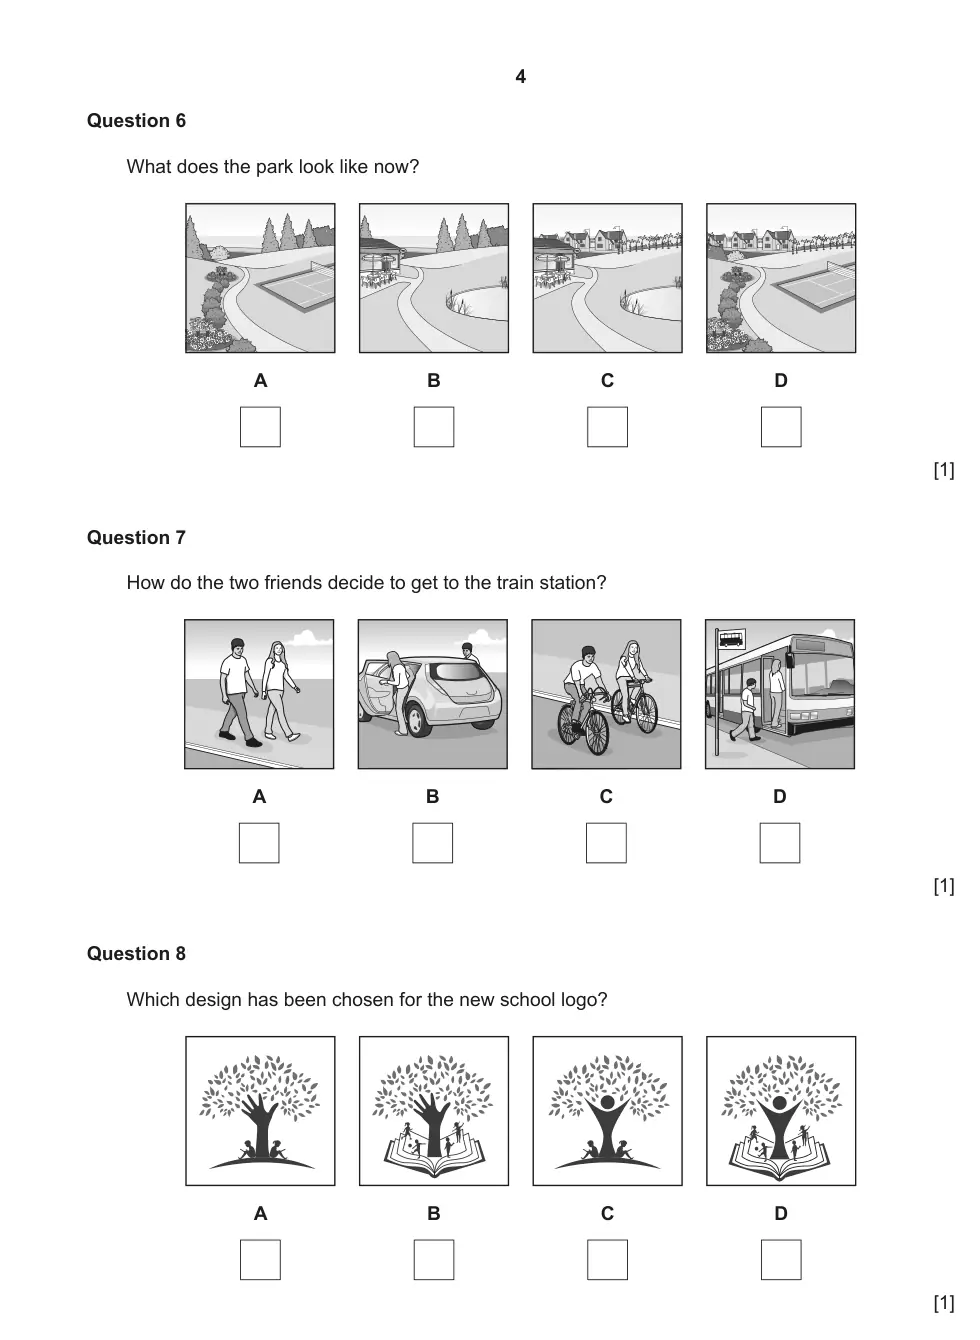 4
Question 6
What does the park look like now?
A B C D
[1]
Question 7
How do the two friends decide to get to the train station?
A B C D
[1]
Question 8
Which design has been chosen for the new school logo?
A B C D
[1]